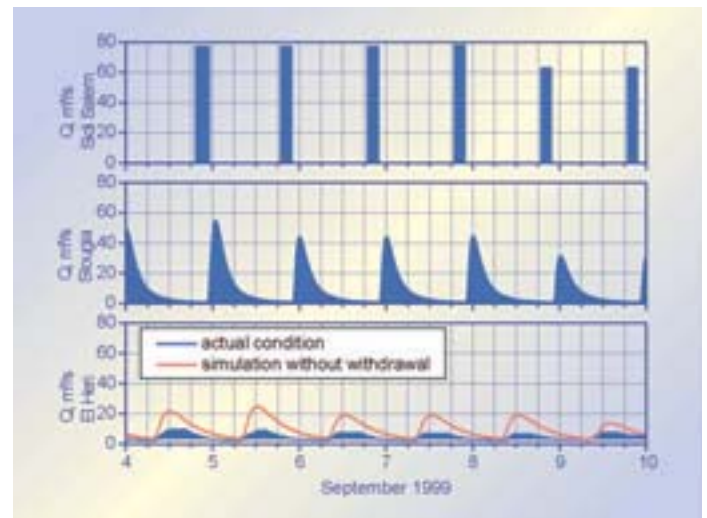 80
60
40
20
0
Q, m³/s
Sidi Salem
80
60
40
20
0
Q, m³/s
Slougia
80
60
40
20
0
Q, m³/s
El Heri
actual condition
simulation without withdrawal
4 5 6 7 8 9 10
September 1999